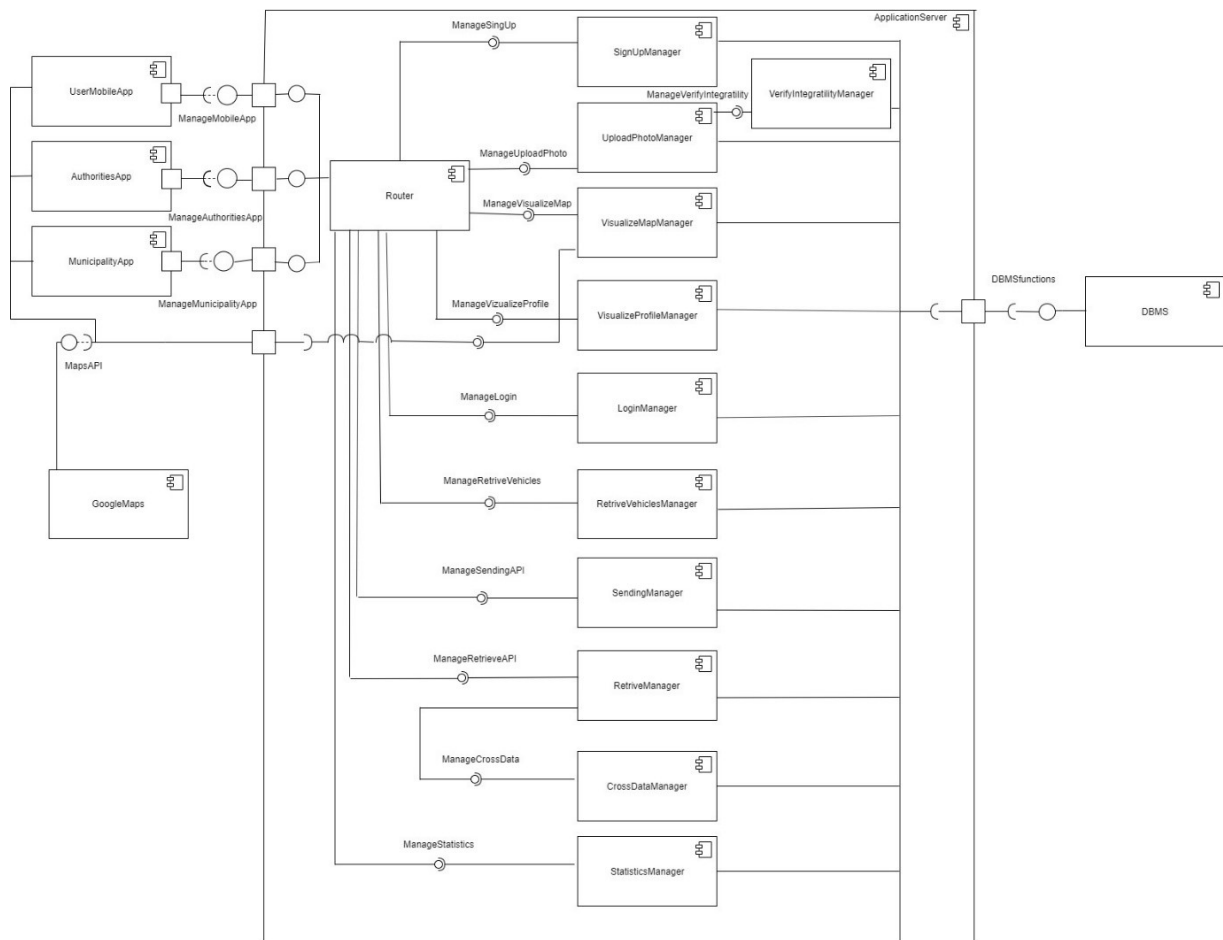 ApplicationServer
ManageSingUp
SignUpManager
UserMobileApp
ManageVerifyIntegratility
VerifyIntegratilityManager
ManageMobileApp
UploadPhotoManager
ManageUploadPhoto
AuthoritiesApp
Router
ManageVisualizeMap
ManageAuthoritiesApp
VisualizeMapManager
MunicipalityApp
DBMSfunctions
ManageMunicipalityApp
ManageVizualizeProfile
VisualizeProfileManager
DBMS
MapsAPI
ManageLogin
LoginManager
ManageRetriveVehicles
GoogleMaps
RetriveVehiclesManager
ManageSendingAPI
SendingManager
ManageRetrieveAPI
RetriveManager
ManageCrossData
CrossDataManager
ManageStatistics
StatisticsManager